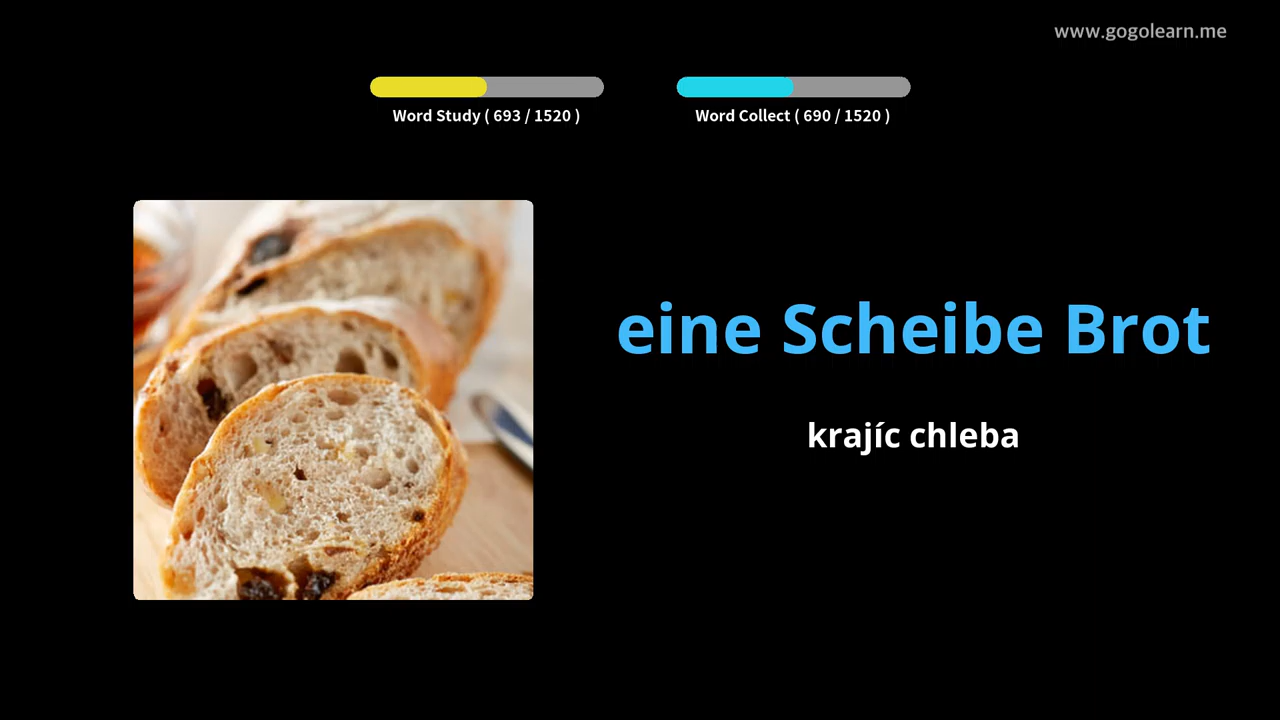 www.gogolearn.me
Word Study ( 693 / 1520 )
Word Collect ( 690 / 1520 )
eine Scheibe Brot
krajíc chleba